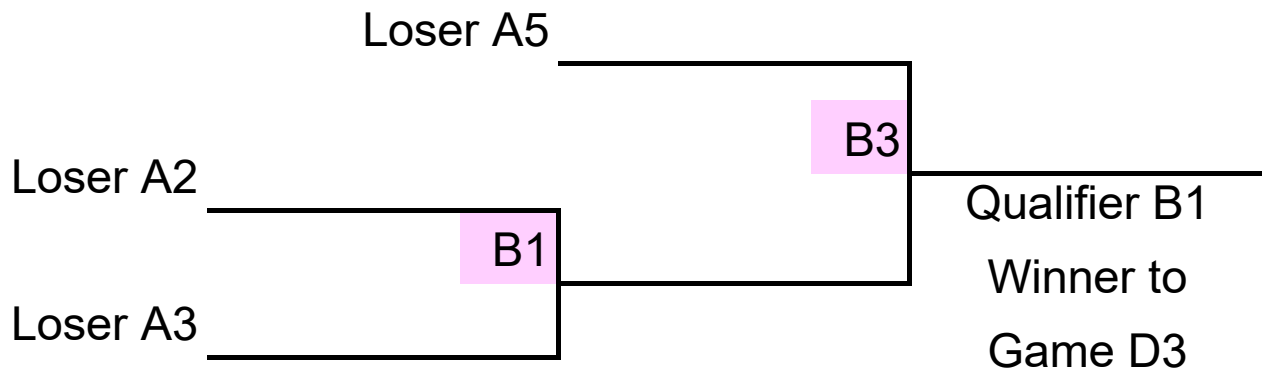 Loser A5
B3
Loser A2
Qualifier B1
B1
Winner to
Loser A3
Game D3